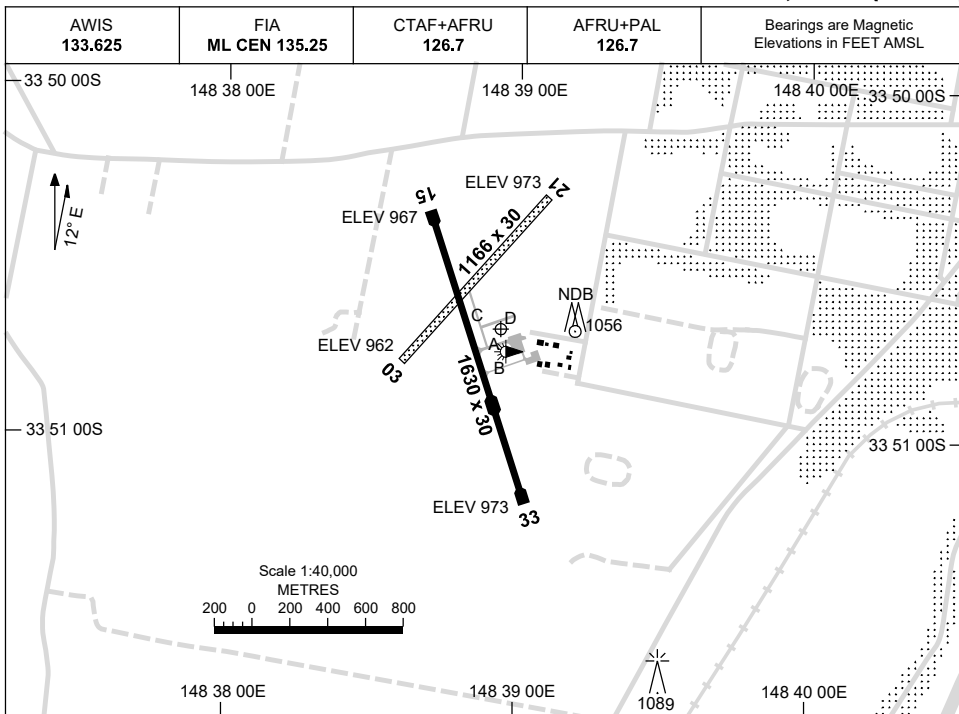 AWIS
133.625
FIA
ML CEN 135.25
CTAF+AFRU
126.7
AFRU+PAL
126.7
Bearings are Magnetic
Elevations in FEET AMSL
33 50 00S
148 38 00E
148 39 00E
148 40 00E
33 50 00S
12° E
15
ELEV 967
ELEV 973
21
1166 x 30
NDB
1056
C
D
A
B
ELEV 962
03
1630 x 30
33 51 00S
33 51 00S
ELEV 973
33
Scale 1:40,000
METRES
200 0 200 400 600 800
148 38 00E
148 39 00E
148 40 00E
1089